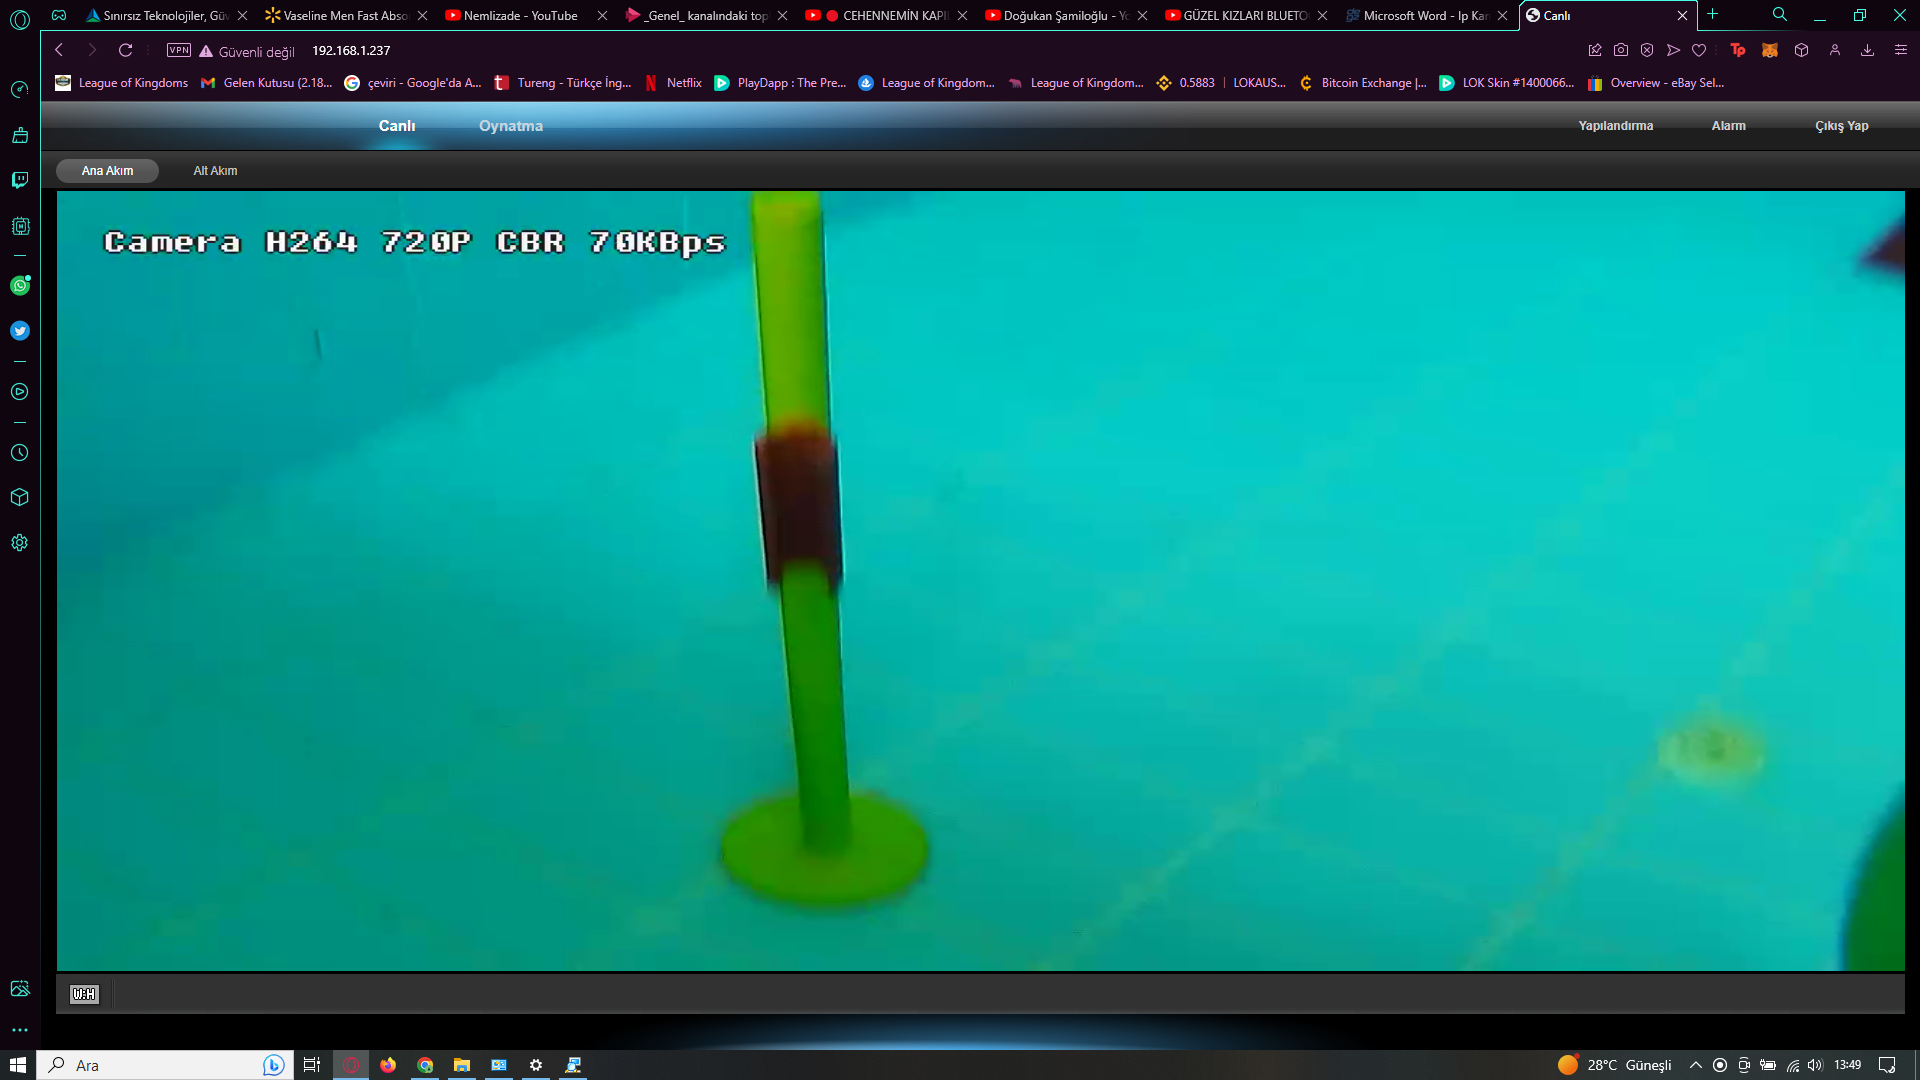 Sınırsız Teknolojiler, Güv
Vaseline Men Fast Abso
Nemlizade - YouTube
_Genel_ kanalındaki top
CEHENNEMİN KAPI
Doğukan Şamiloğlu - Yo
GÜZEL KIZLARI BLUETO
Microsoft Word - Ip Kar
Canlı
VPN
Güvenli değil
192.168.1.237
League of Kingdoms
Gelen Kutusu (2.18...
çeviri - Google'da A...
Tureng - Türkçe İng...
Netflix
PlayDapp : The Pre...
League of Kingdom...
League of Kingdom...
0.5883 | LOKAUS...
Bitcoin Exchange |...
LOK Skin #1400066...
Overview - eBay Sel...
Canlı
Oynatma
Yapılandırma
Alarm
Çıkış Yap
Ana Akım
Alt Akım
Camera H264 720P CBR 70KBps
W:H
Ara
28°C Güneşli
13:49